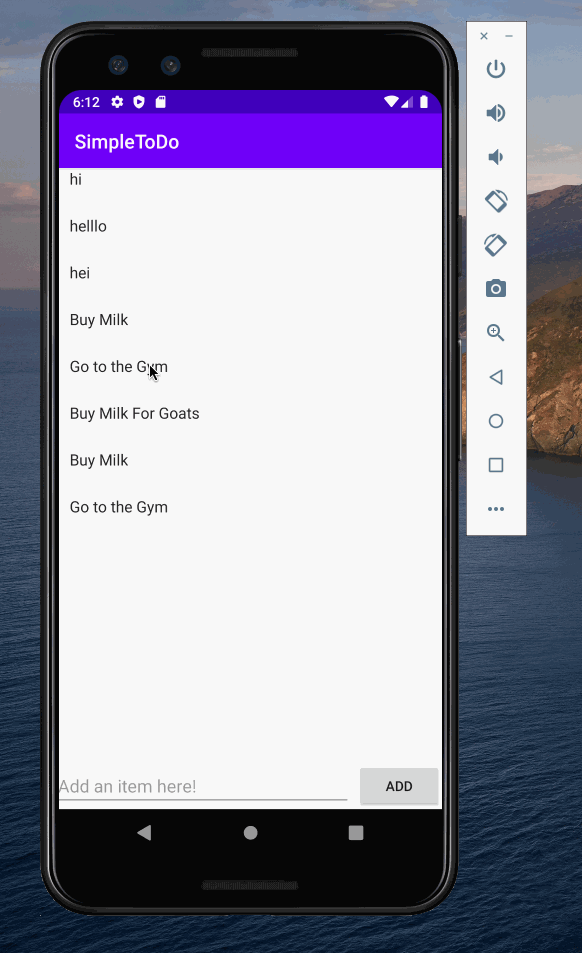 6:12
SimpleToDo
hi
helllo
hei
Buy Milk
Go to the Gym
Buy Milk For Goats
Buy Milk
Go to the Gym
Add an item here!
ADD